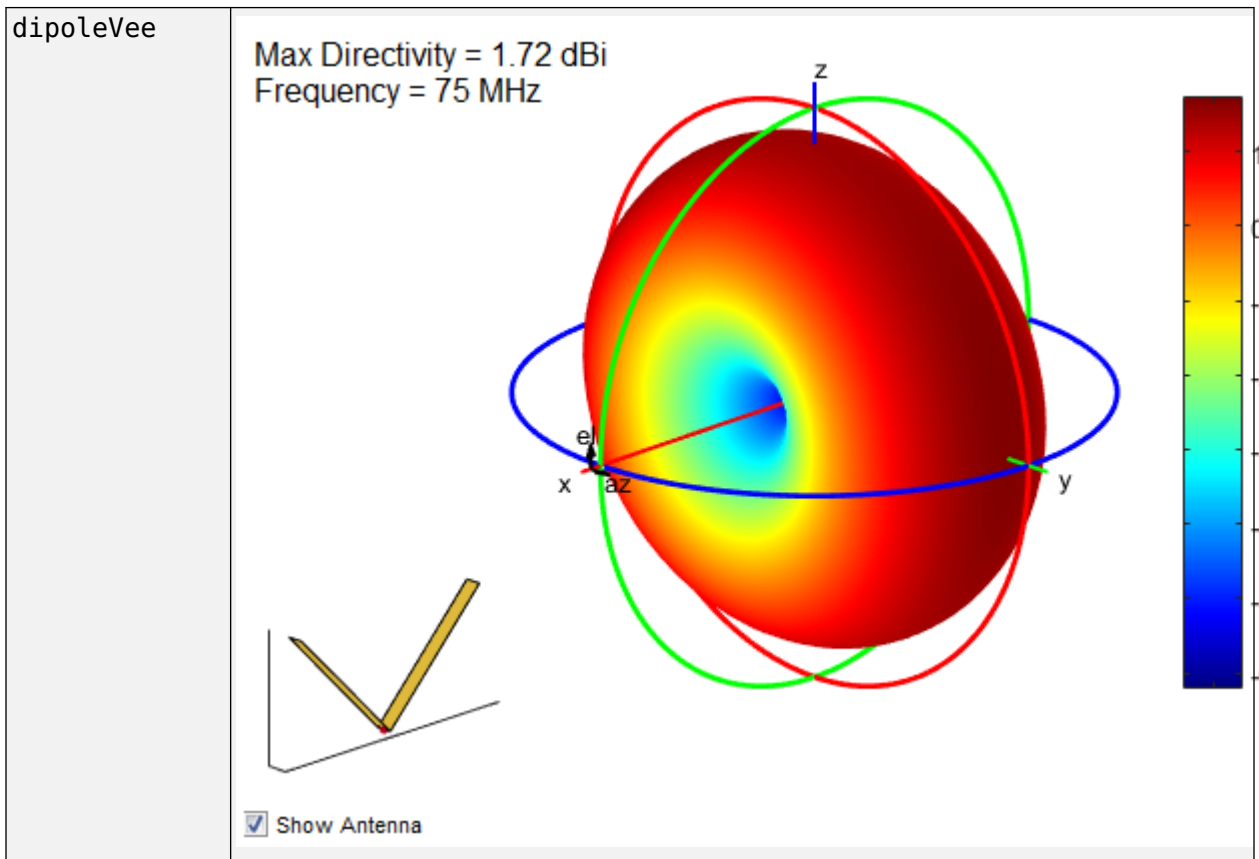 dipoleVee
Max Directivity = 1.72 dBi
Frequency = 75 MHz
z
el
x
az
y
Show Antenna